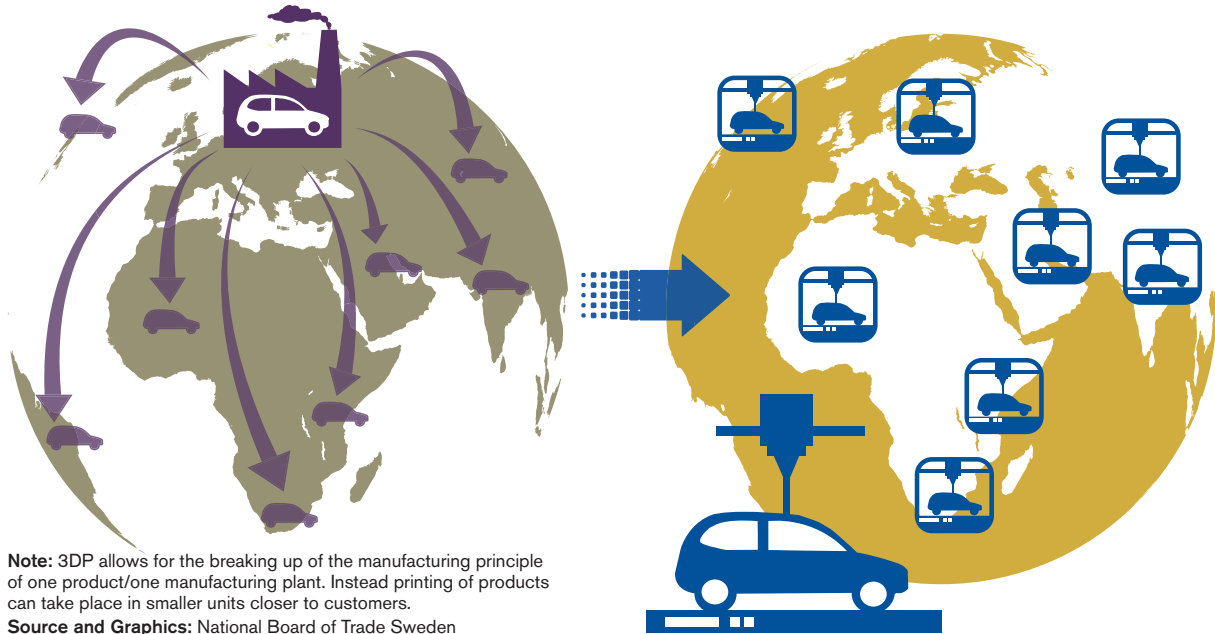 Note: 3DP allows for the breaking up of the manufacturing principle
of one product/one manufacturing plant. Instead printing of products
can take place in smaller units closer to customers.
Source and Graphics: National Board of Trade Sweden